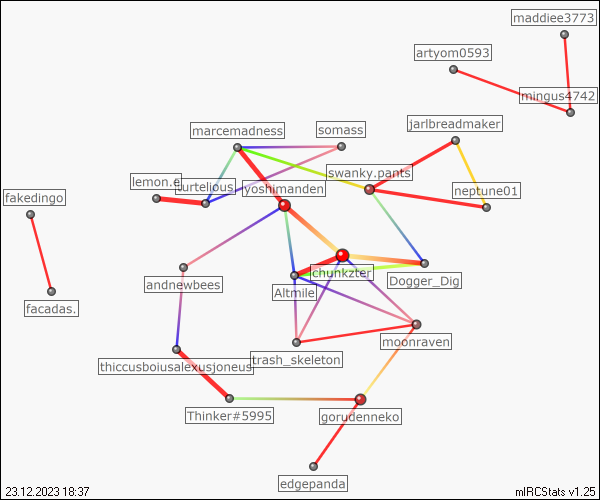 maddiee3773
artyom0593
mingus4742
jarlbreadmaker
marcemadness
somass
swanky.pants
lemon.e
turtelious.
yoshimanden
neptune01
fakedingo
chunkzter
Dogger_Dig
andnewbees
Altmile
facadas.
moonraven
trash_skeleton
thiccusboiusalexusjoneus
Thinker#5995
gorudenneko
edgepanda
23.12.2023 18:37
mIRCStats v1.25